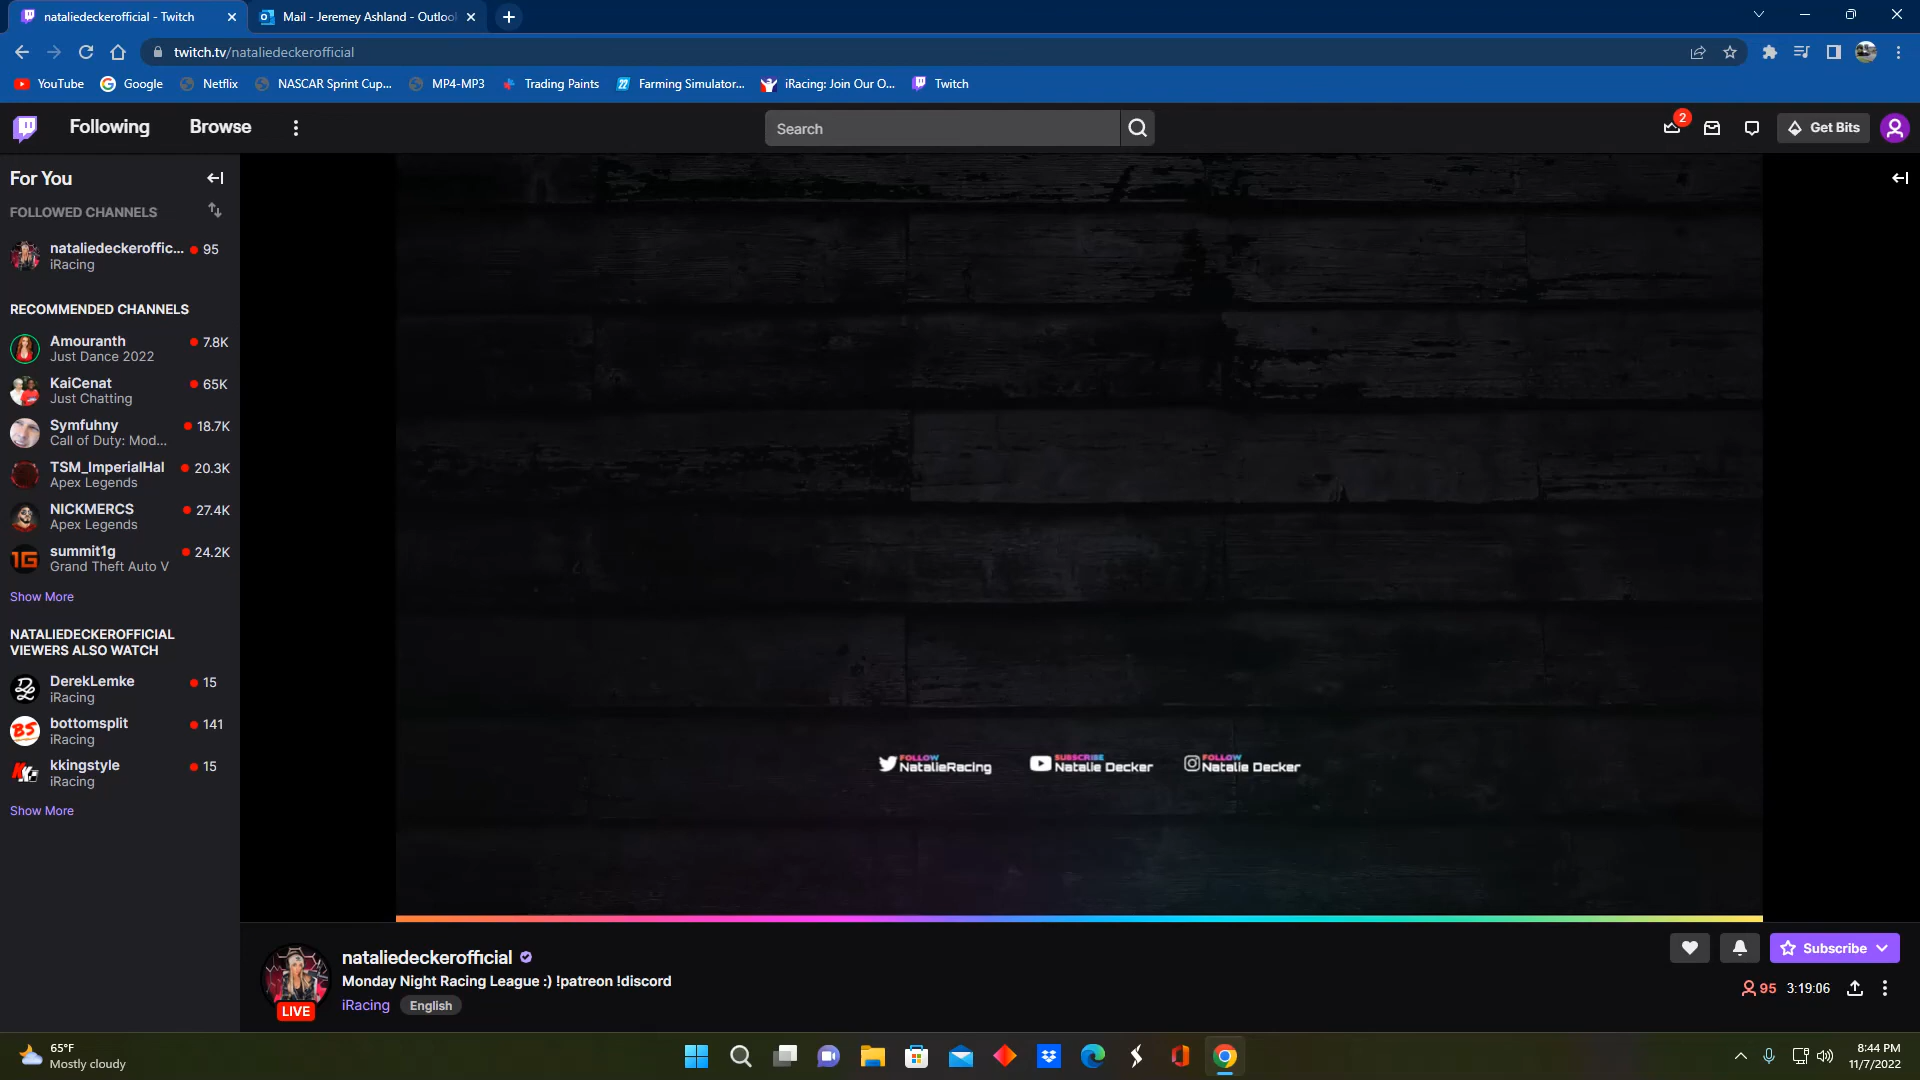 nataliedeckerofficial - Twitch
Mail - Jeremey Ashland - Outlook
twitch.tv/nataliedeckerofficial
YouTube
Google
Netflix
NASCAR Sprint Cup...
MP4-MP3
Trading Paints
22
Farming Simulator...
iRacing: Join Our O...
Twitch
Following
Browse
Search
2
Get Bits
For You
FOLLOWED CHANNELS
nataliedeckeroffic... 95
iRacing
RECOMMENDED CHANNELS
Amouranth 7.8K
Just Dance 2022
KaiCenat 65K
Just Chatting
Symfuhny 18.7K
Call of Duty: Mod...
TSM_ImperialHal 20.3K
Apex Legends
NICKMERCS 27.4K
Apex Legends
1G
summit1g 24.2K
Grand Theft Auto V
Show More
NATALIEDECKEROFFICIAL
VIEWERS ALSO WATCH
DerekLemke 15
iRacing
BS
bottomsplit 141
iRacing
kkingstyle 15
iRacing
Show More
FOLLOW
NatalieRacing
SUBSCRIBE
Natalie Decker
FOLLOW
Natalie Decker
nataliedeckerofficial
Monday Night Racing League :) !patreon !discord
iRacing English
LIVE
Subscribe
95 3:19:06
65°F
Mostly cloudy
8:44 PM
11/7/2022